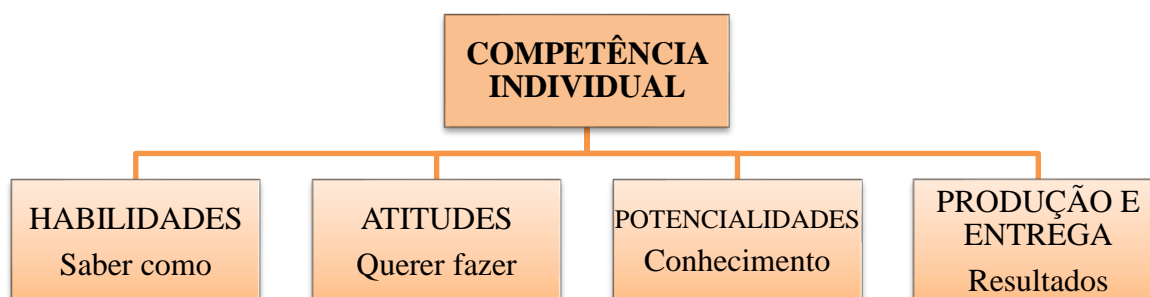 COMPETÊNCIA
INDIVIDUAL
HABILIDADES
Saber como
ATITUDES
Querer fazer
POTENCIALIDADES
Conhecimento
PRODUÇÃO E
ENTREGA
Resultados